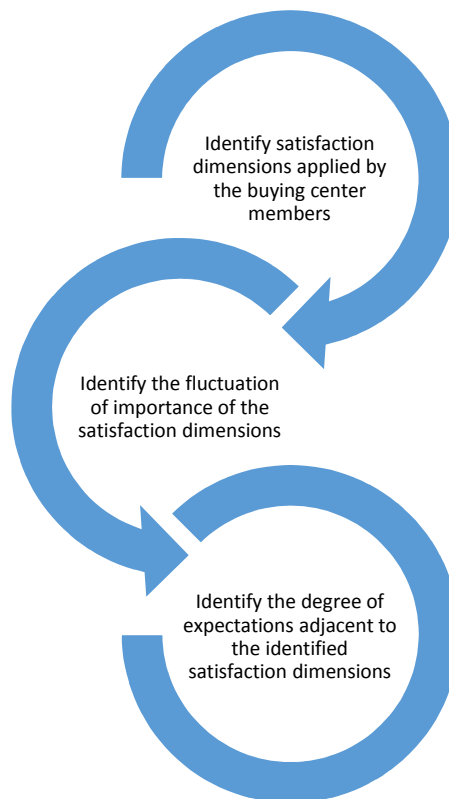 Identify satisfaction
dimensions applied by
the buying center
members
Identify the fluctuation
of importance of the
satisfaction dimensions
Identify the degree of
expectations adjacent to
the identified
satisfaction dimensions